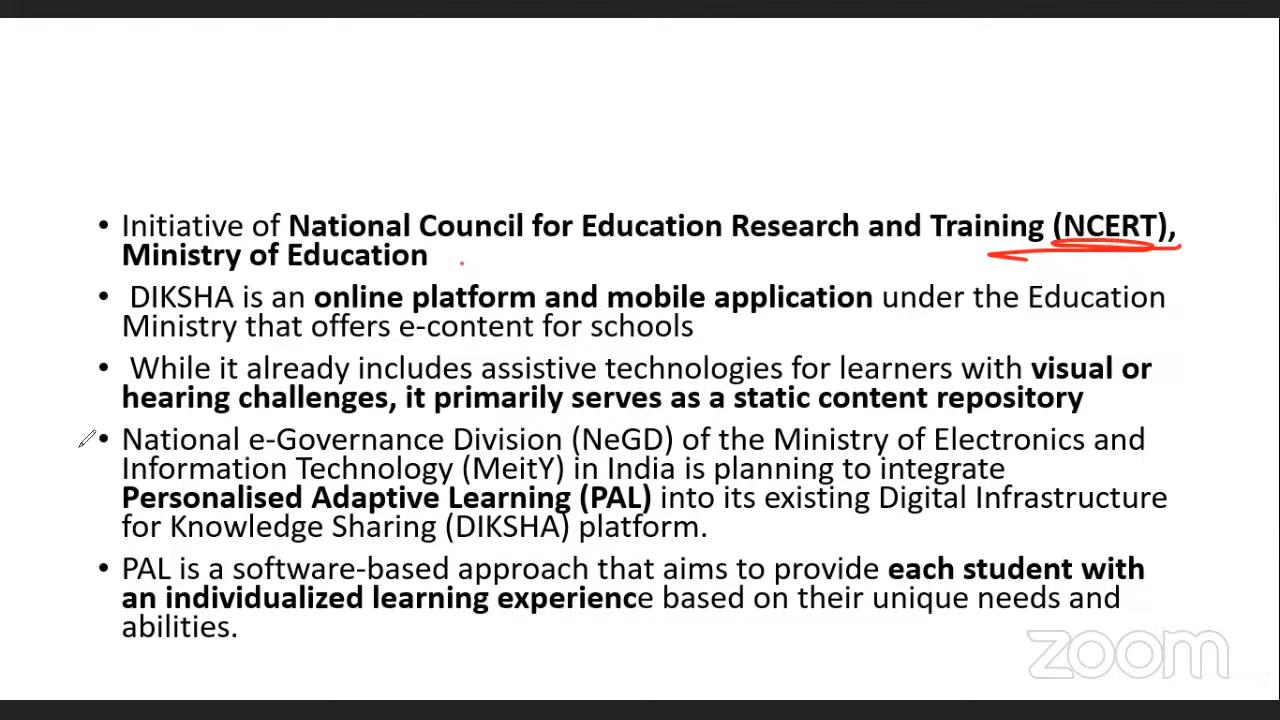 • Initiative of National Council for Education Research and Training (NCERT),
Ministry of Education
• DIKSHA is an online platform and mobile application under the Education
Ministry that offers e-content for schools
• While it already includes assistive technologies for learners with visual or
hearing challenges, it primarily serves as a static content repository
• National e-Governance Division (NeGD) of the Ministry of Electronics and
Information Technology (MeitY) in India is planning to integrate
Personalised Adaptive Learning (PAL) into its existing Digital Infrastructure
for Knowledge Sharing (DIKSHA) platform.
• PAL is a software-based approach that aims to provide each student with
an individualized learning experience based on their unique needs and
abilities.
zoom